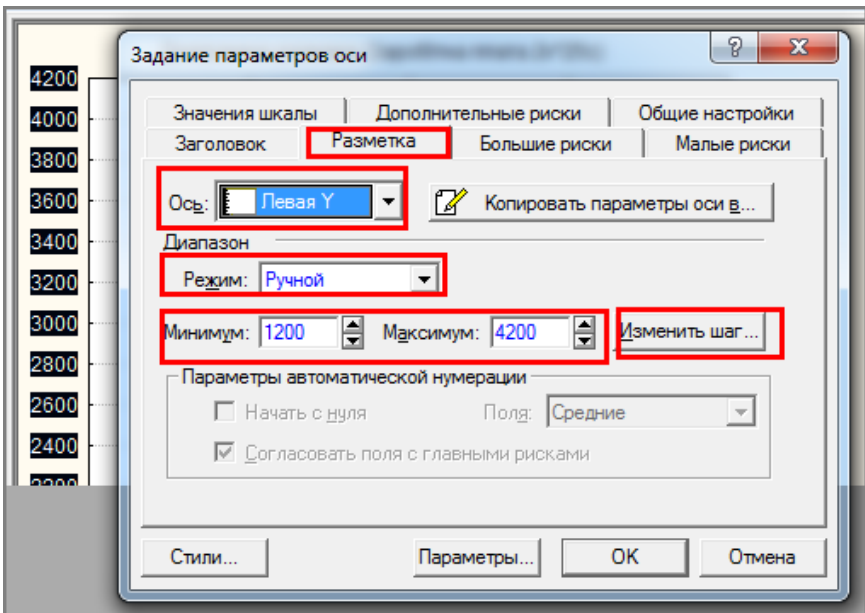 Задание параметров оси
4200
4000
3800
3600
3400
3200
3000
2800
2600
2400
2200
Значения шкалы Дополнительные риски Общие настройки
Заголовок Разметка Большие риски Малые риски
Ось: Левая Y Копировать параметры оси в...
Диапазон
Режим: Ручной
Минимум: 1200 Максимум: 4200 Изменить шаг...
Параметры автоматической нумерации
Начать с нуля Поля: Средние
Согласовать поля с главными рисками
Стили... Параметры... OK Отмена